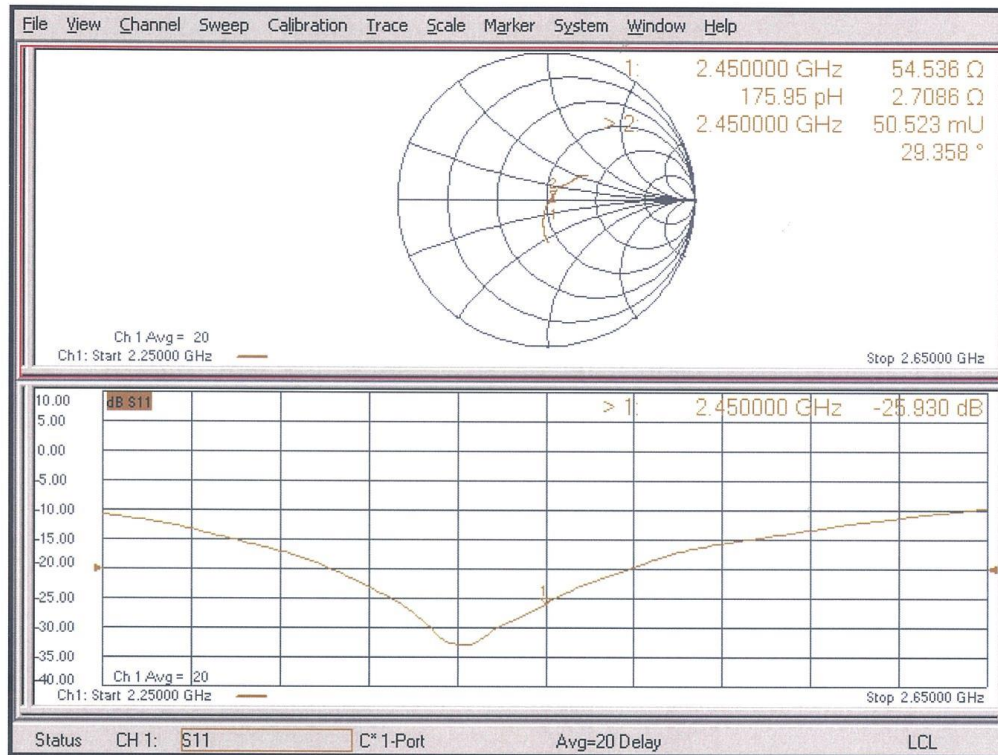 File View Channel Sweep Calibration Trace Scale Marker System Window Help
1: 2.450000 GHz 54.536 Ω
175.95 pH 2.7086 Ω
> 2: 2.450000 GHz 50.523 mU
29.358 °
2
1
Ch 1 Avg = 20
Ch1: Start 2.25000 GHz
Stop 2.65000 GHz
10.00
dB S11
> 1: 2.450000 GHz -25.930 dB
5.00
0.00
-5.00
-10.00
-15.00
-20.00
-25.00
1
-30.00
-35.00
-40.00
Ch 1 Avg = 20
Ch1: Start 2.25000 GHz
Stop 2.65000 GHz
Status CH 1: S11 C* 1-Port Avg=20 Delay LCL